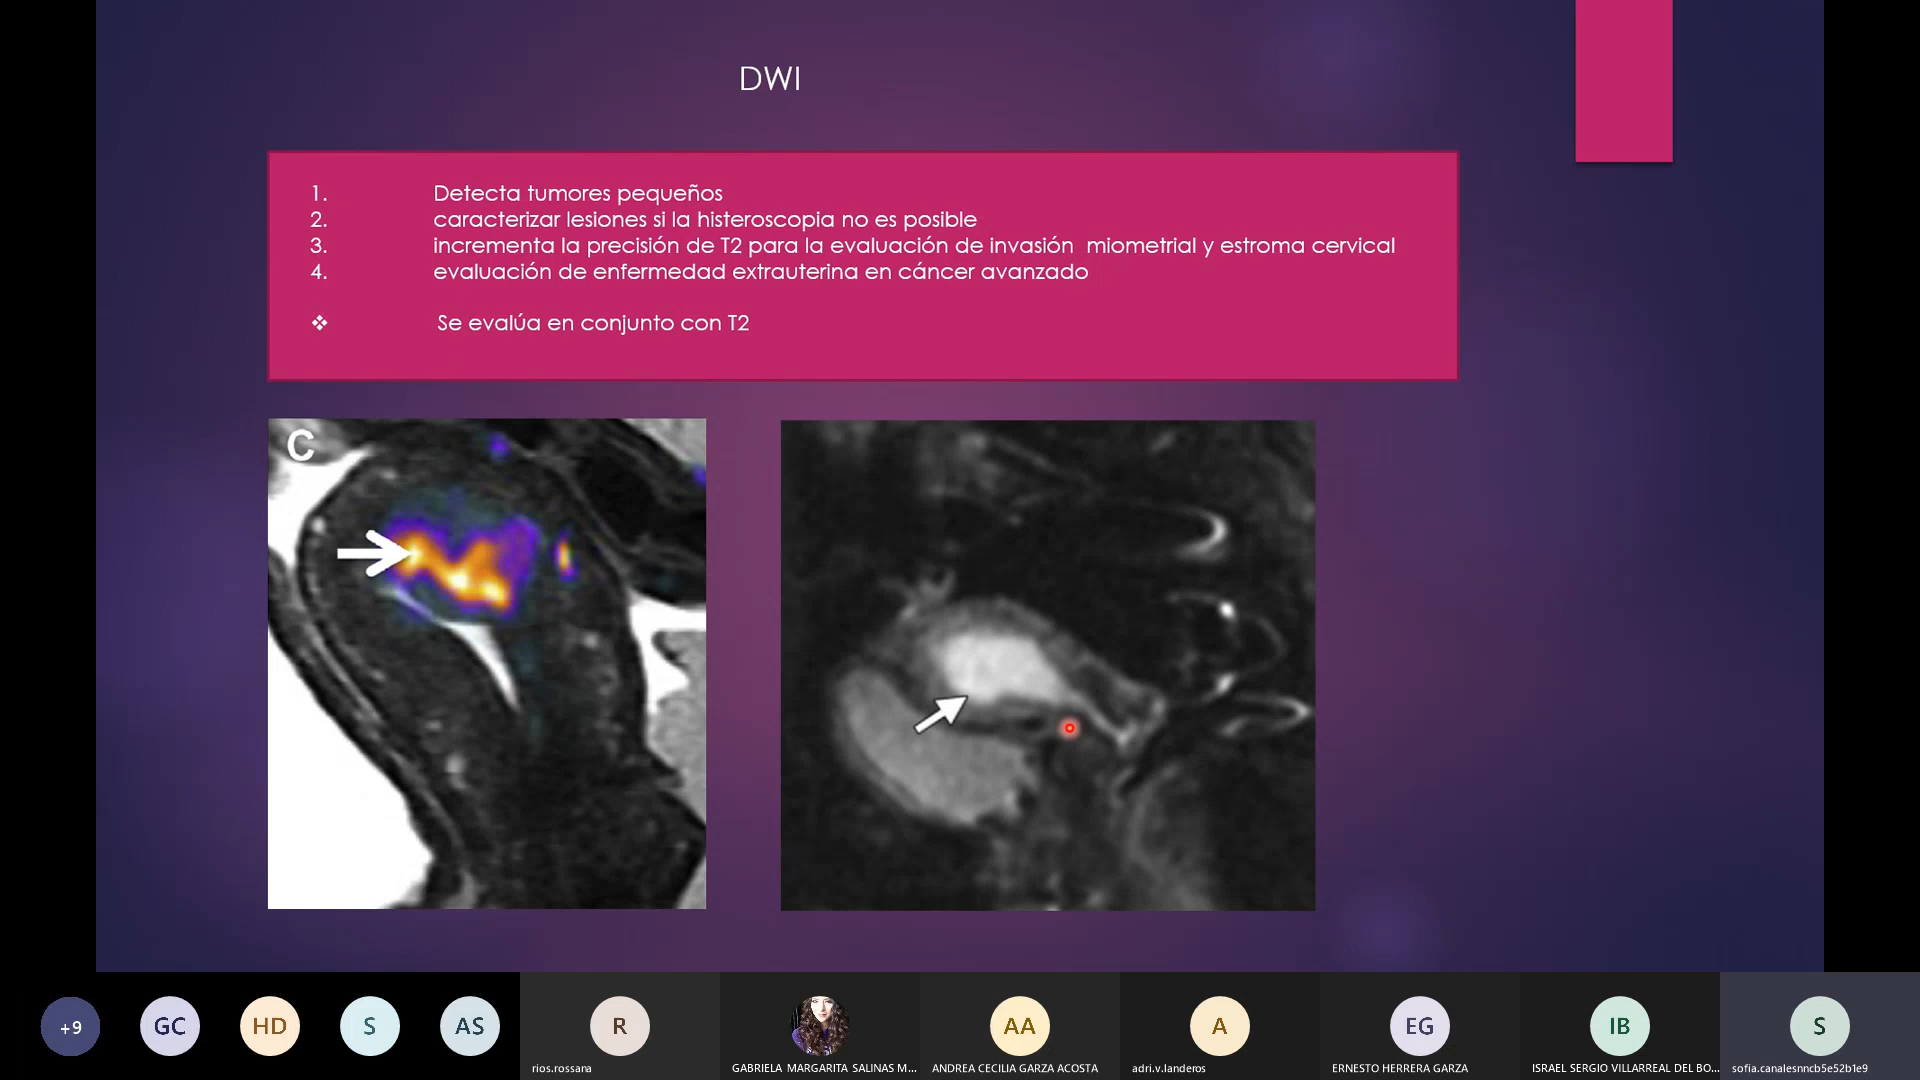 DWI
1. Detecta tumores pequeños
2. caracterizar lesiones si la histeroscopia no es posible
3. incrementa la precisión de T2 para la evaluación de invasión miometrial y estroma cervical
4. evaluación de enfermedad extrauterina en cáncer avanzado
❖ Se evalúa en conjunto con T2
C
+9
GC
HD
S
AS
R
AA
A
EG
IB
S
rios.rossana
GABRIELA MARGARITA SALINAS M...
ANDREA CECILIA GARZA ACOSTA
adri.v.landeros
ERNESTO HERRERA GARZA
ISRAEL SERGIO VILLARREAL DEL BO...
sofia.canalesnncb5e52b1e9